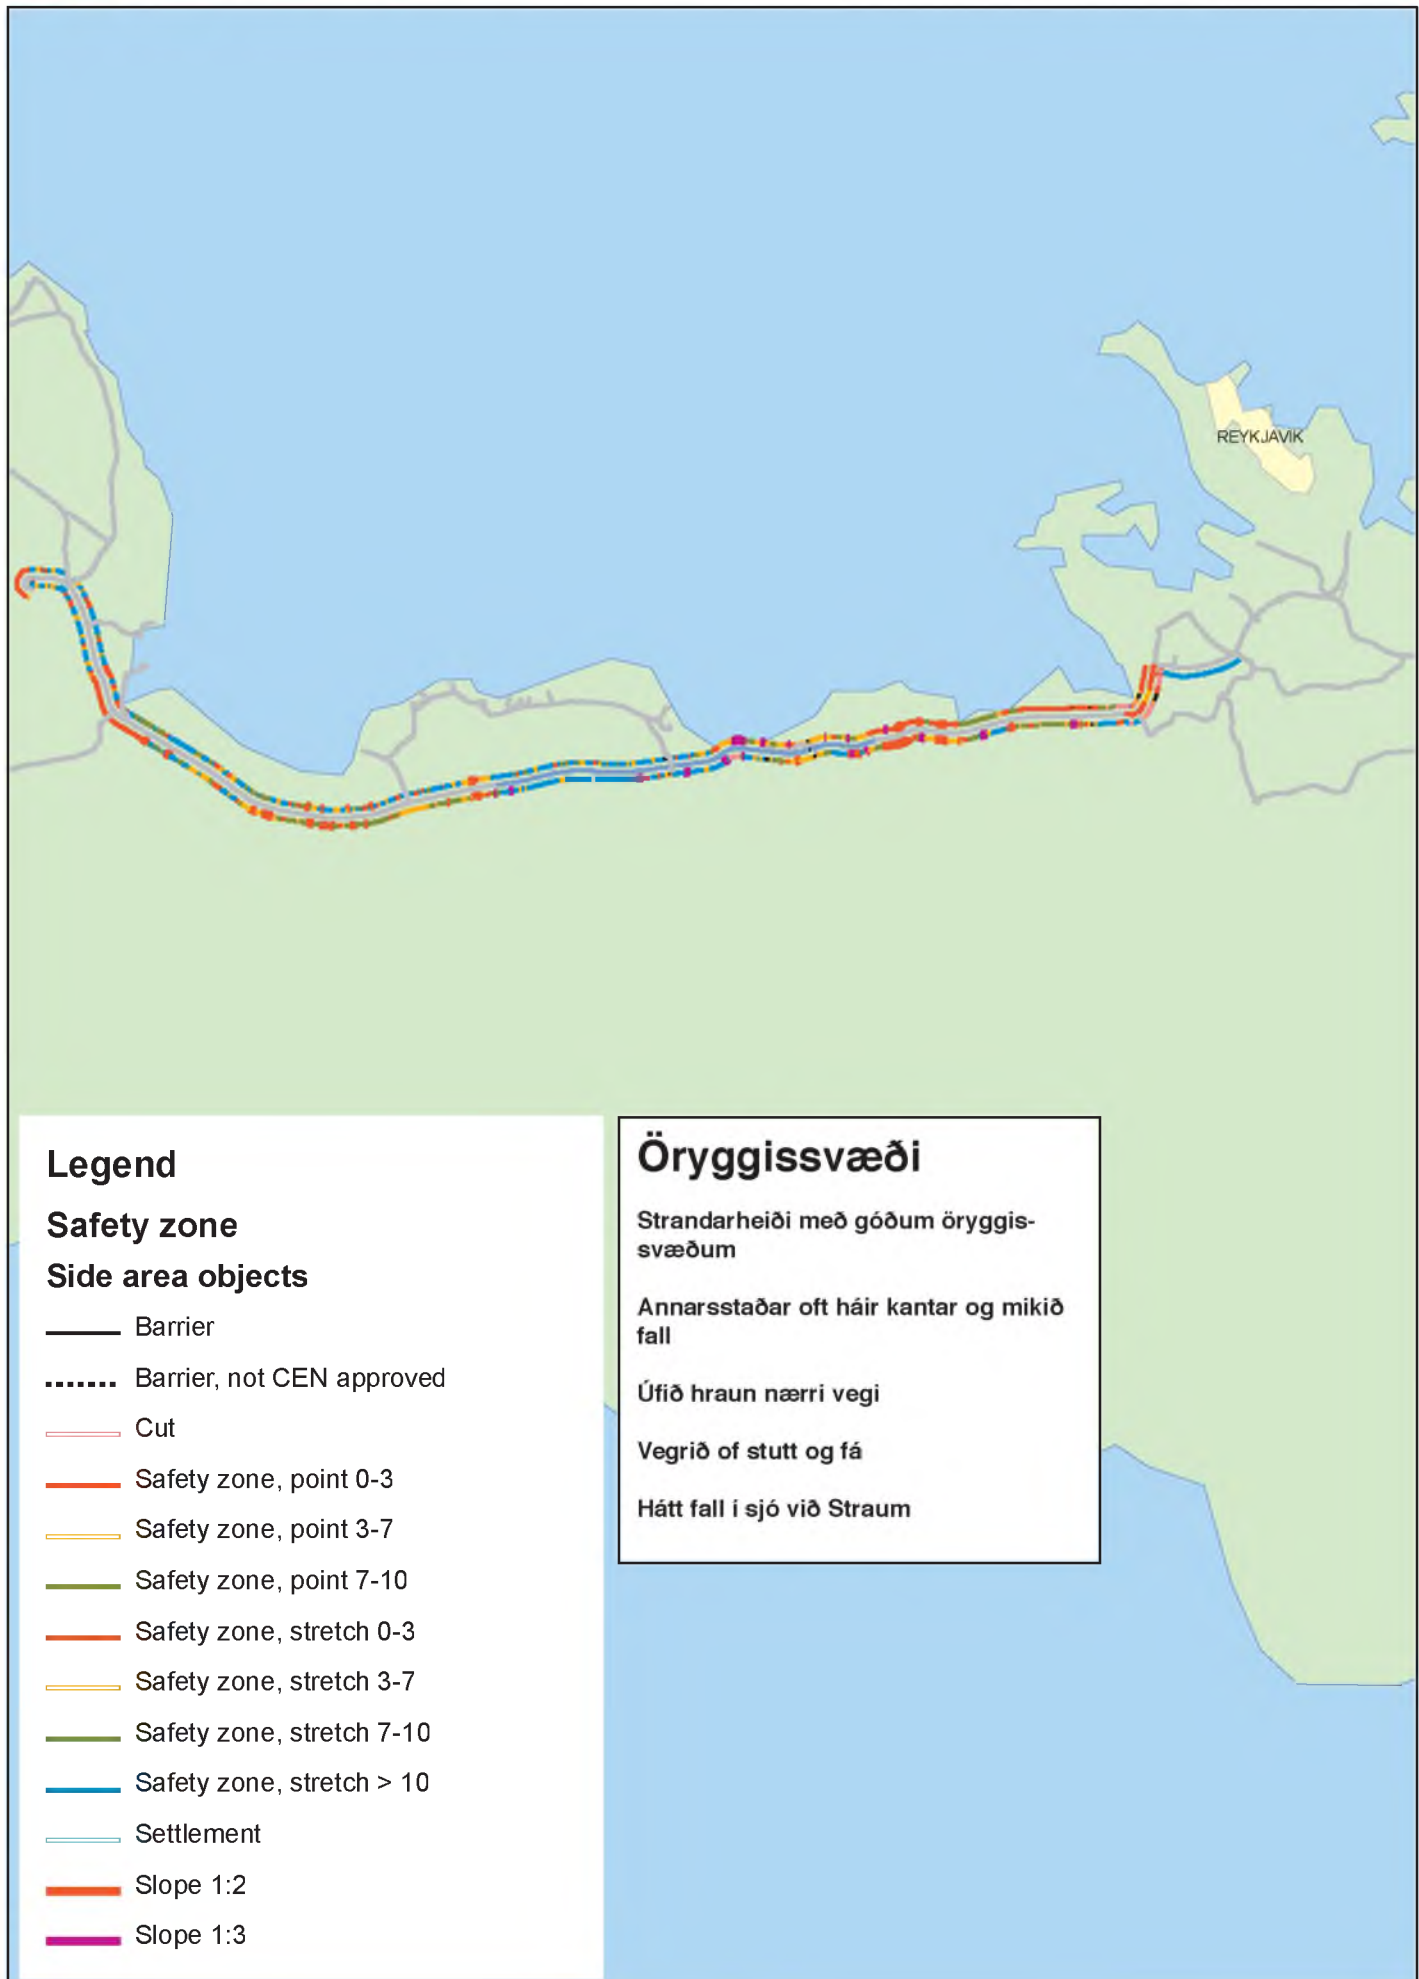 REYKJAVIK
Legend
Safety zone
Side area objects
Barrier
Barrier, not CEN approved
Cut
Safety zone, point 0-3
Safety zone, point 3-7
Safety zone, point 7-10
Safety zone, stretch 0-3
Safety zone, stretch 3-7
Safety zone, stretch 7-10
Safety zone, stretch > 10
Settlement
Slope 1:2
Slope 1:3
Öryggissvæði
Strandarheiði með góðum öryggis-
svæðum
Annarsstaðar oft háir kantar og mikið
fall
Úfið hraun nærri vegi
Vegrið of stutt og fá
Hátt fall í sjó við Straum